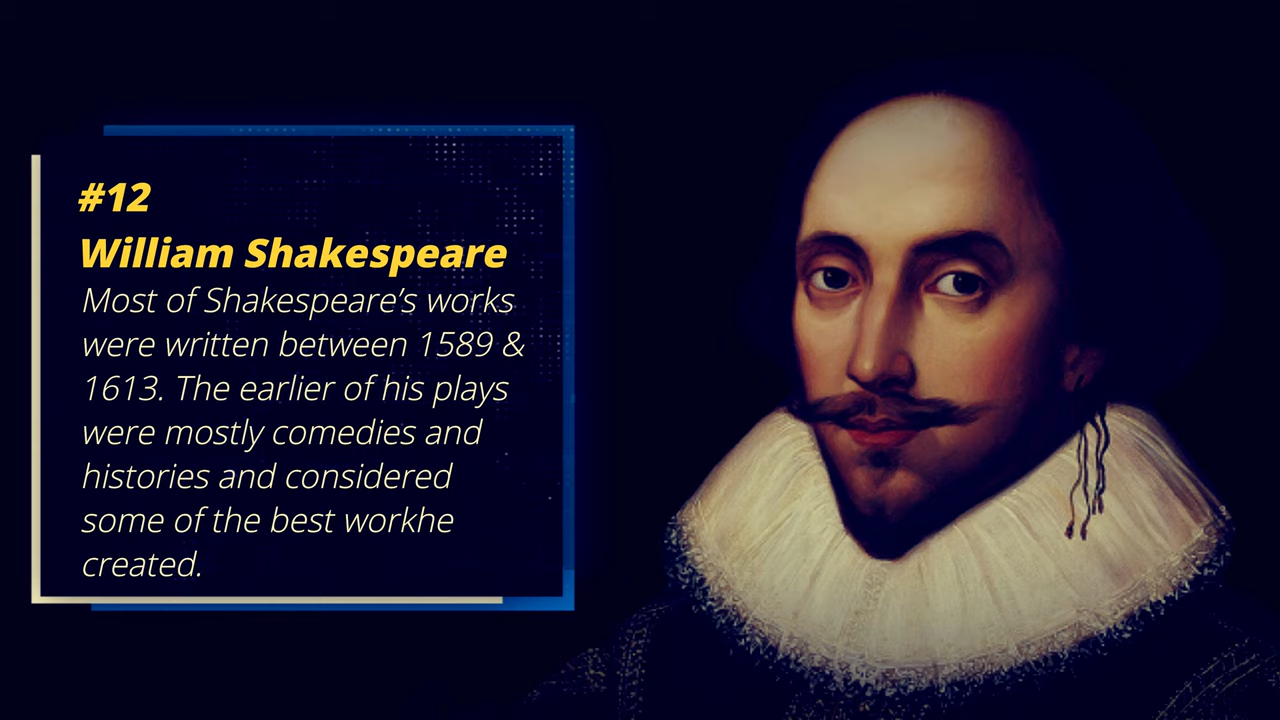 #12
William Shakespeare
Most of Shakespeare’s works
were written between 1589 &
1613. The earlier of his plays
were mostly comedies and
histories and considered
some of the best workhe
created.